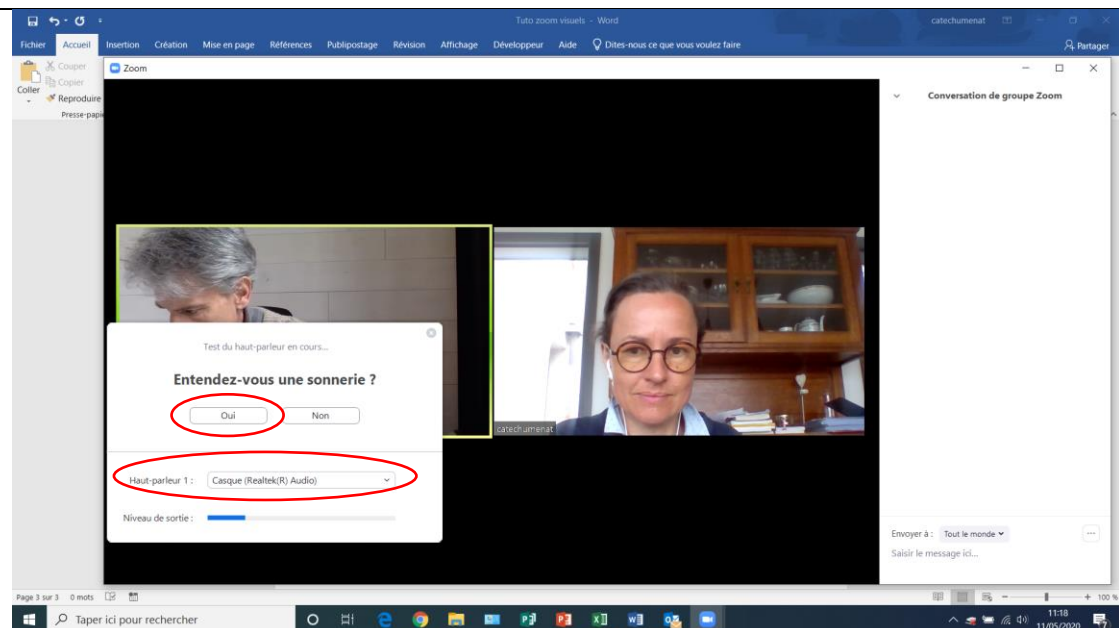 Tuto zoom visuels - Word
catechumenat
Fichier Accueil Insertion Création Mise en page Références Publipostage Révision Affichage Développeur Aide Dites-nous ce que vous voulez faire Partager
Couper
Copier
Coller
Reproduire
Presse-papi
Zoom
Conversation de groupe Zoom
catechumenat
Test du haut-parleur en cours...
Entendez-vous une sonnerie ?
Oui Non
Haut-parleur 1 : Casque (Realtek(R) Audio)
Niveau de sortie :
Envoyer à : Tout le monde
Saisir le message ici...
Page 3 sur 3 0 mots 100 %
Taper ici pour rechercher
11:18
11/05/2020